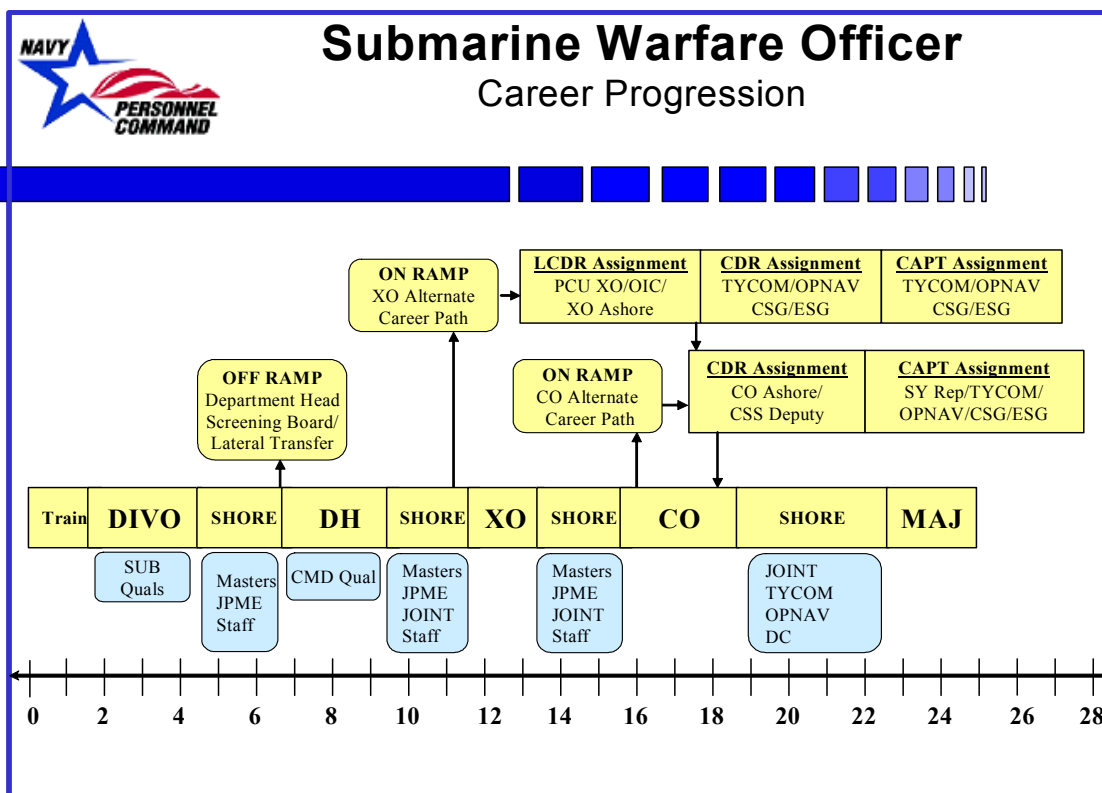 NAVY
PERSONNEL
COMMAND
Submarine Warfare Officer
Career Progression
ON RAMP
XO Alternate
Career Path
LCDR Assignment
PCU XO/OIC/
XO Ashore
CDR Assignment
TYCOM/OPNAV
CSG/ESG
CAPT Assignment
TYCOM/OPNAV
CSG/ESG
OFF RAMP
Department Head
Screening Board/
Lateral Transfer
ON RAMP
CO Alternate
Career Path
CDR Assignment
CO Ashore/
CSS Deputy
CAPT Assignment
SY Rep/TYCOM/
OPNAV/CSG/ESG
Train
DIVO
SHORE
DH
SHORE
XO
SHORE
CO
SHORE
MAJ
SUB
Quals
Masters
JPME
Staff
CMD Qual
Masters
JPME
JOINT
Staff
Masters
JPME
JOINT
Staff
JOINT
TYCOM
OPNAV
DC
0 2 4 6 8 10 12 14 16 18 20 22 24 26 28